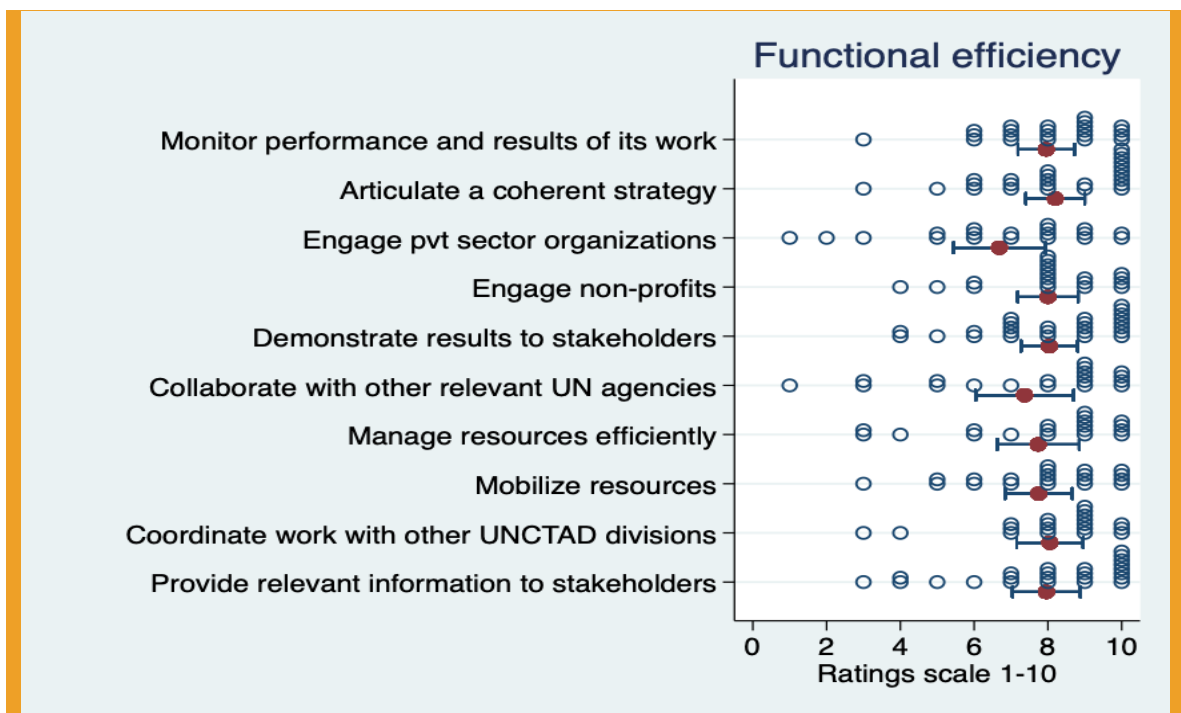 Functional efficiency
Monitor performance and results of its work
Articulate a coherent strategy
Engage pvt sector organizations
Engage non-profits
Demonstrate results to stakeholders
Collaborate with other relevant UN agencies
Manage resources efficiently
Mobilize resources
Coordinate work with other UNCTAD divisions
Provide relevant information to stakeholders
0 2 4 6 8 10
Ratings scale 1-10